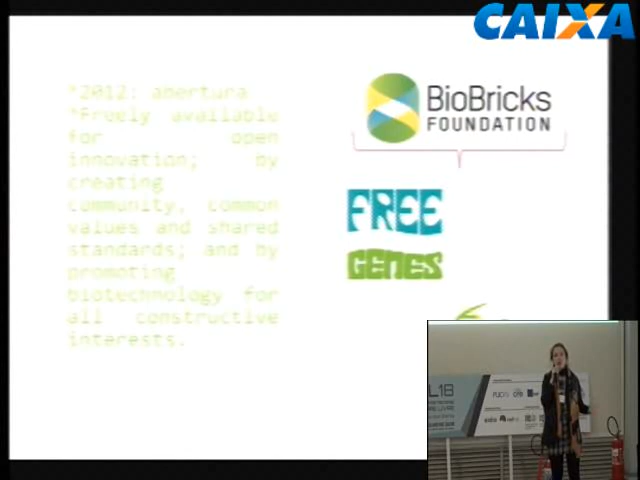 CAIXA
*2012: abertura
*Freely available
for open
innovation; by
creating
community, common
values and shared
standards; and by
promoting
biotechnology for
all constructive
interests.
BioBricks
FOUNDATION
FREE
GENES
L18